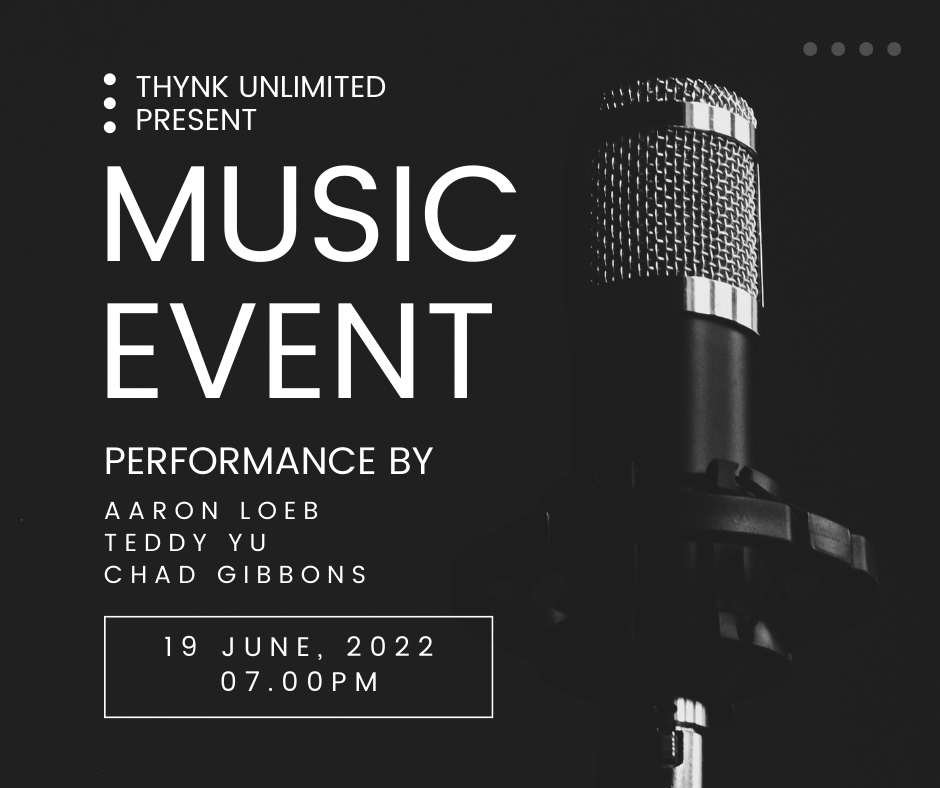 THYNK UNLIMITED
PRESENT
MUSIC
EVENT
PERFORMANCE BY
AARON LOEB
TEDDY YU
CHAD GIBBONS
19 JUNE, 2022
07.00PM